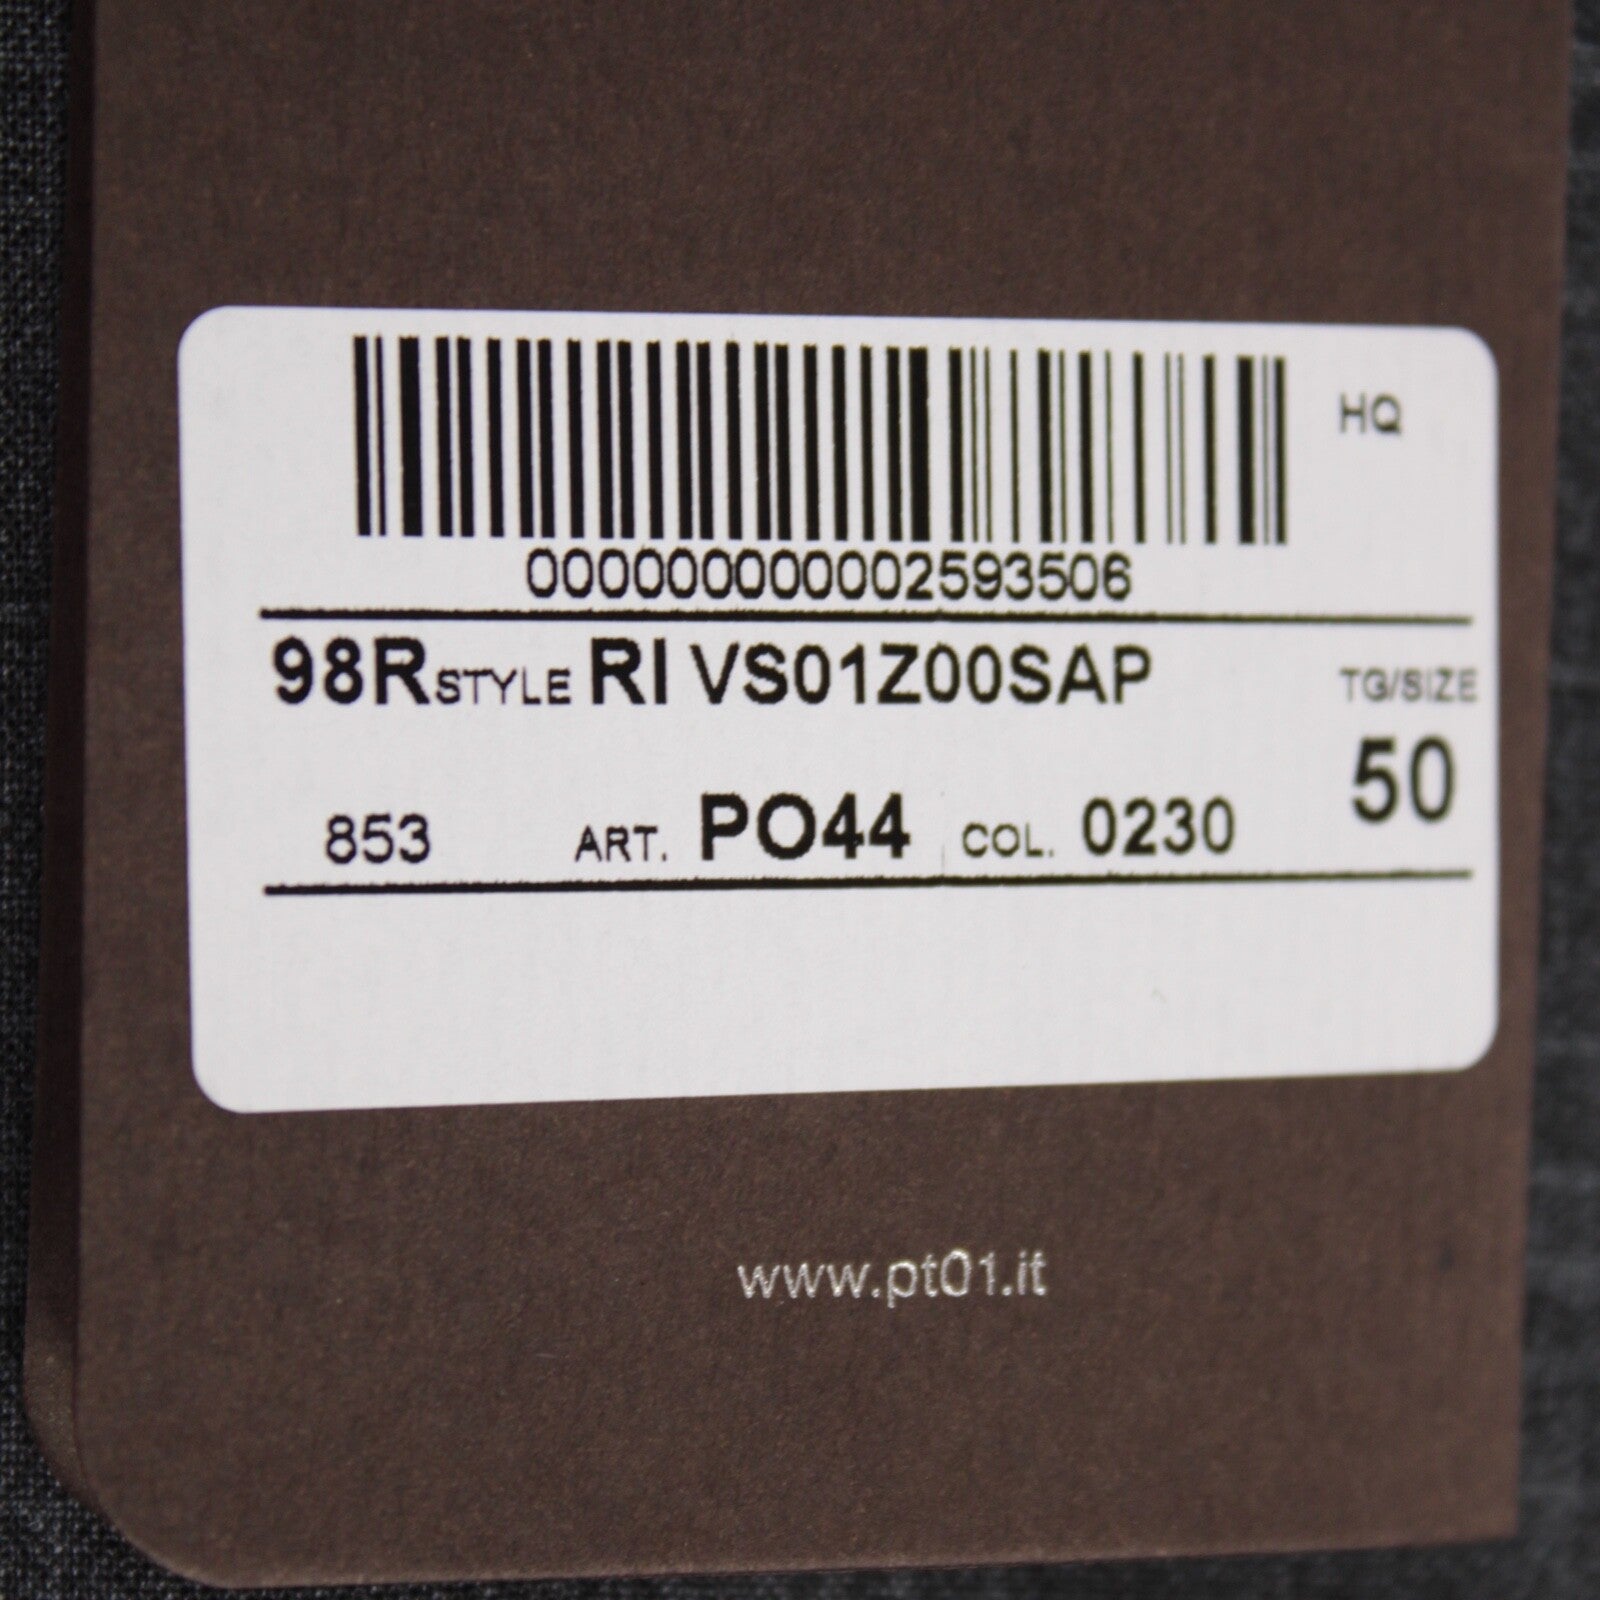 HQ
000000000002593506
98R STYLE RI VS01Z00SAP
TG/SIZE
50
853 ART. PO44 COL. 0230
www.pt01.it